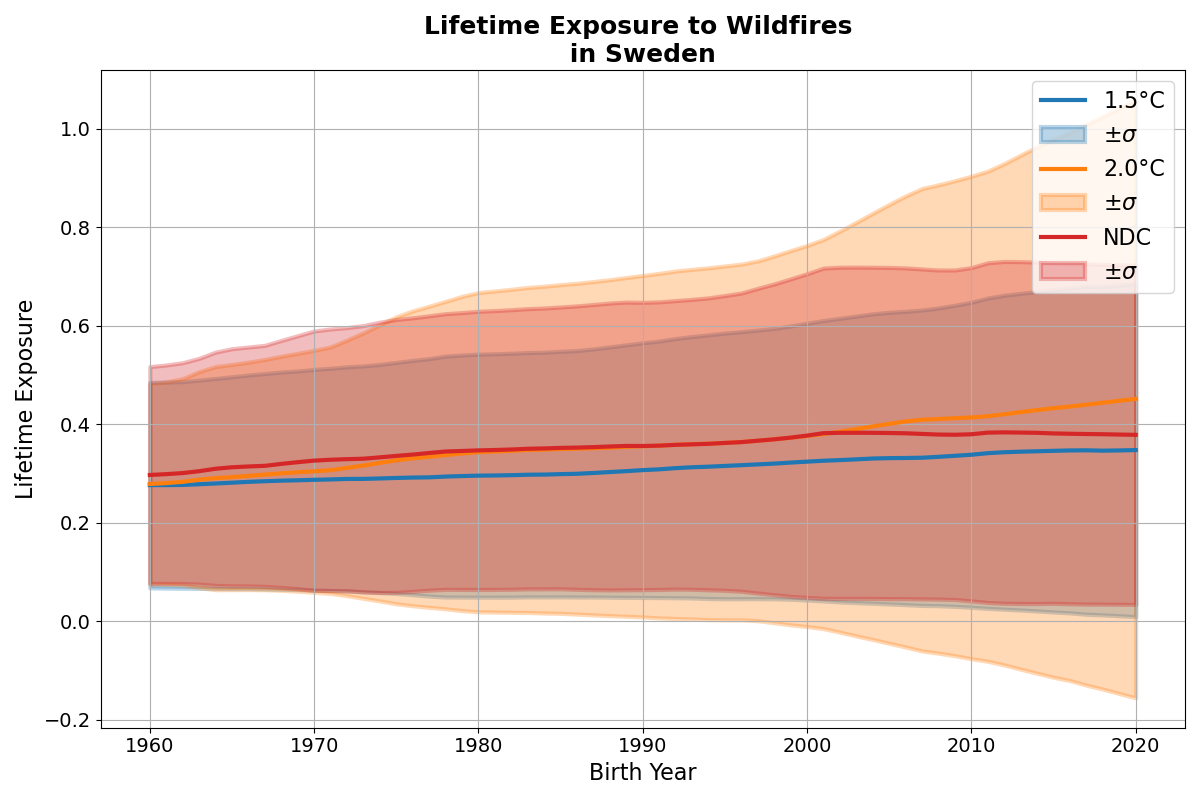 Lifetime Exposure to Wildfires
in Sweden
Lifetime Exposure
1.0
0.8
0.6
0.4
0.2
0.0
−0.2
1960
1970
1980
1990
2000
2010
2020
Birth Year
1.5°C
±σ
2.0°C
±σ
NDC
±σ